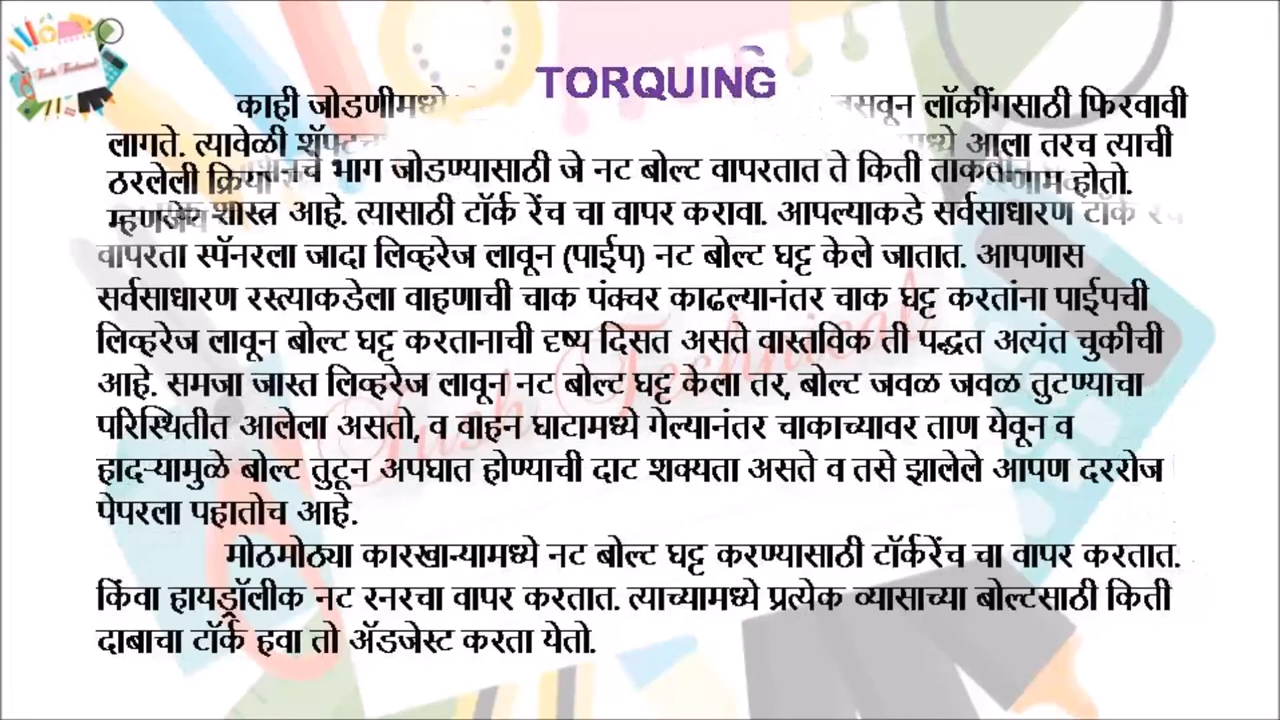 TORQUING
काही जोडणीमध्ये
लॉकींगसाठी फिरवावी
लागते. त्यावेळी
आला तरच त्याची
भाग जोडण्यासाठी जे नट बोल्ट वापरतात ते किती
ठरलेली क्रिया
होतो.
म्हणजेच
शास्त्र आहे. त्यासाठी टॉर्क रेंच चा वापर करावा. आपल्याकडे सर्वसाधारण टॉर्क
वापरता स्पॅनरला जादा लिव्हरेज लावून (पाईप) नट बोल्ट घट्ट केले जातात. आपणास
सर्वसाधारण रस्त्याकडेला वाहणाची चाक पंक्चर काढल्यानंतर चाक घट्ट करतांना पाईपची
लिव्हरेज लावून बोल्ट घट्ट करतानाची दृष्य दिसत असते वास्तविक ती पद्धत अत्यंत चुकीची
आहे. समजा जास्त लिव्हरेज लावून नट बोल्ट घट्ट केला तर, बोल्ट जवळ जवळ तुटण्याचा
परिस्थितीत आलेला असतो, व वाहन घाटामध्ये गेल्यानंतर चाकाच्यावर ताण येवून व
हादऱ्यामुळे बोल्ट तुटून अपघात होण्याची दाट शक्यता असते व तसे झालेले आपण दररोज
पेपरला पहातोच आहे.
मोठमोठ्या कारखान्यामध्ये नट बोल्ट घट्ट करण्यासाठी टॉर्करेंच चा वापर करतात.
किंवा हायड्रॉलीक नट रनरचा वापर करतात. त्याच्यामध्ये प्रत्येक व्यासाच्या बोल्टसाठी किती
दाबाचा टॉर्क हवा तो ॲडजेस्ट करता येतो.
Tush Technical